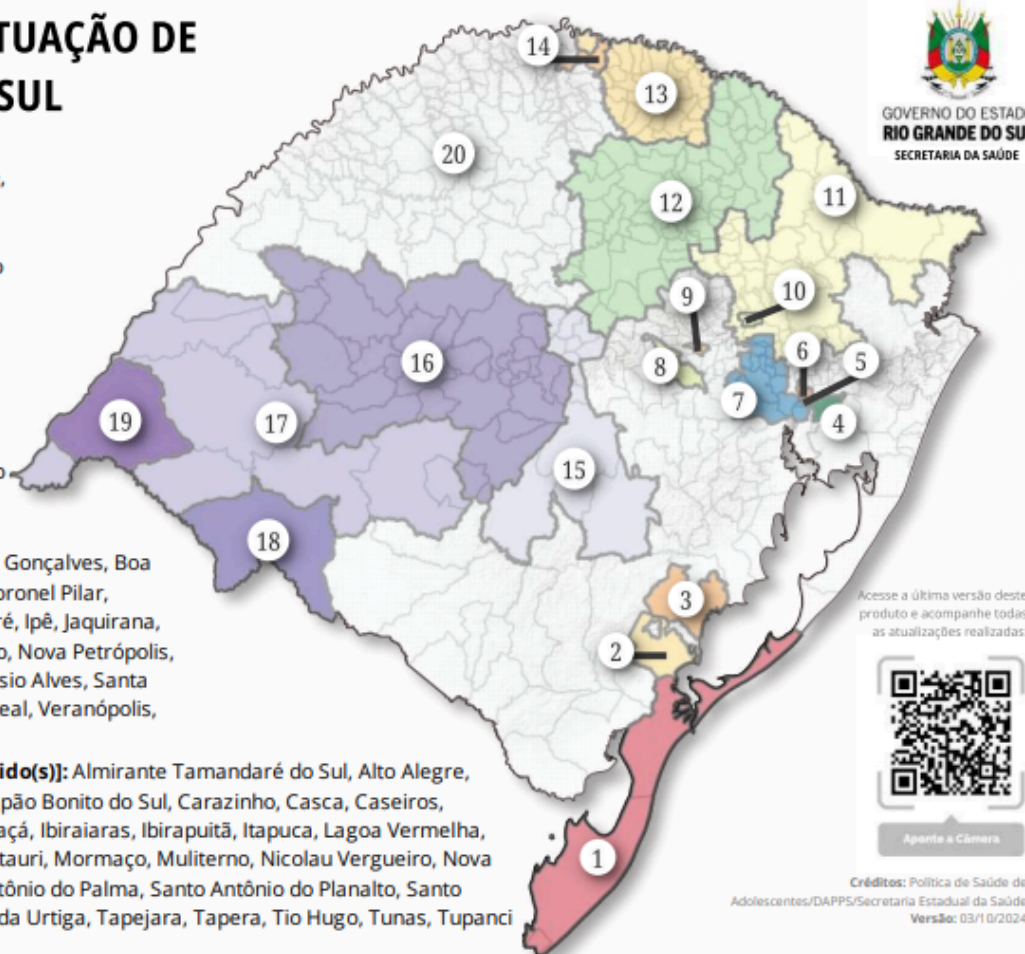 TUAÇÃO DE
SUL
GOVERNO DO ESTAD
RIO GRANDE DO SU
SECRETARIA DA SAÚDE
14
13
20
12
11
9
10
16
8
6
5
7
4
19
17
15
18
3
2
1
Gonçalves, Boa
oronel Pilar,
ré, Ipê, Jaquirana,
o, Nova Petrópolis,
sio Alves, Santa
eal, Veranópolis,
ido(s)]: Almirante Tamandaré do Sul, Alto Alegre,
pão Bonito do Sul, Carazinho, Casca, Caseiros,
açá, Ibiraiaras, Ibirapuitã, Itapuca, Lagoa Vermelha,
tauri, Mormaço, Muliterno, Nicolau Vergueiro, Nova
tônio do Palma, Santo Antônio do Planalto, Santo
da Urtiga, Tapejara, Tapera, Tio Hugo, Tunas, Tupanci
Acesse a última versão deste
produto e acompanhe todas
as atualizações realizadas
Aponte a Câmera
Créditos: Política de Saúde de
Adolescentes/DAPPS/Secretaria Estadual da Saúde
Versão: 03/10/2024